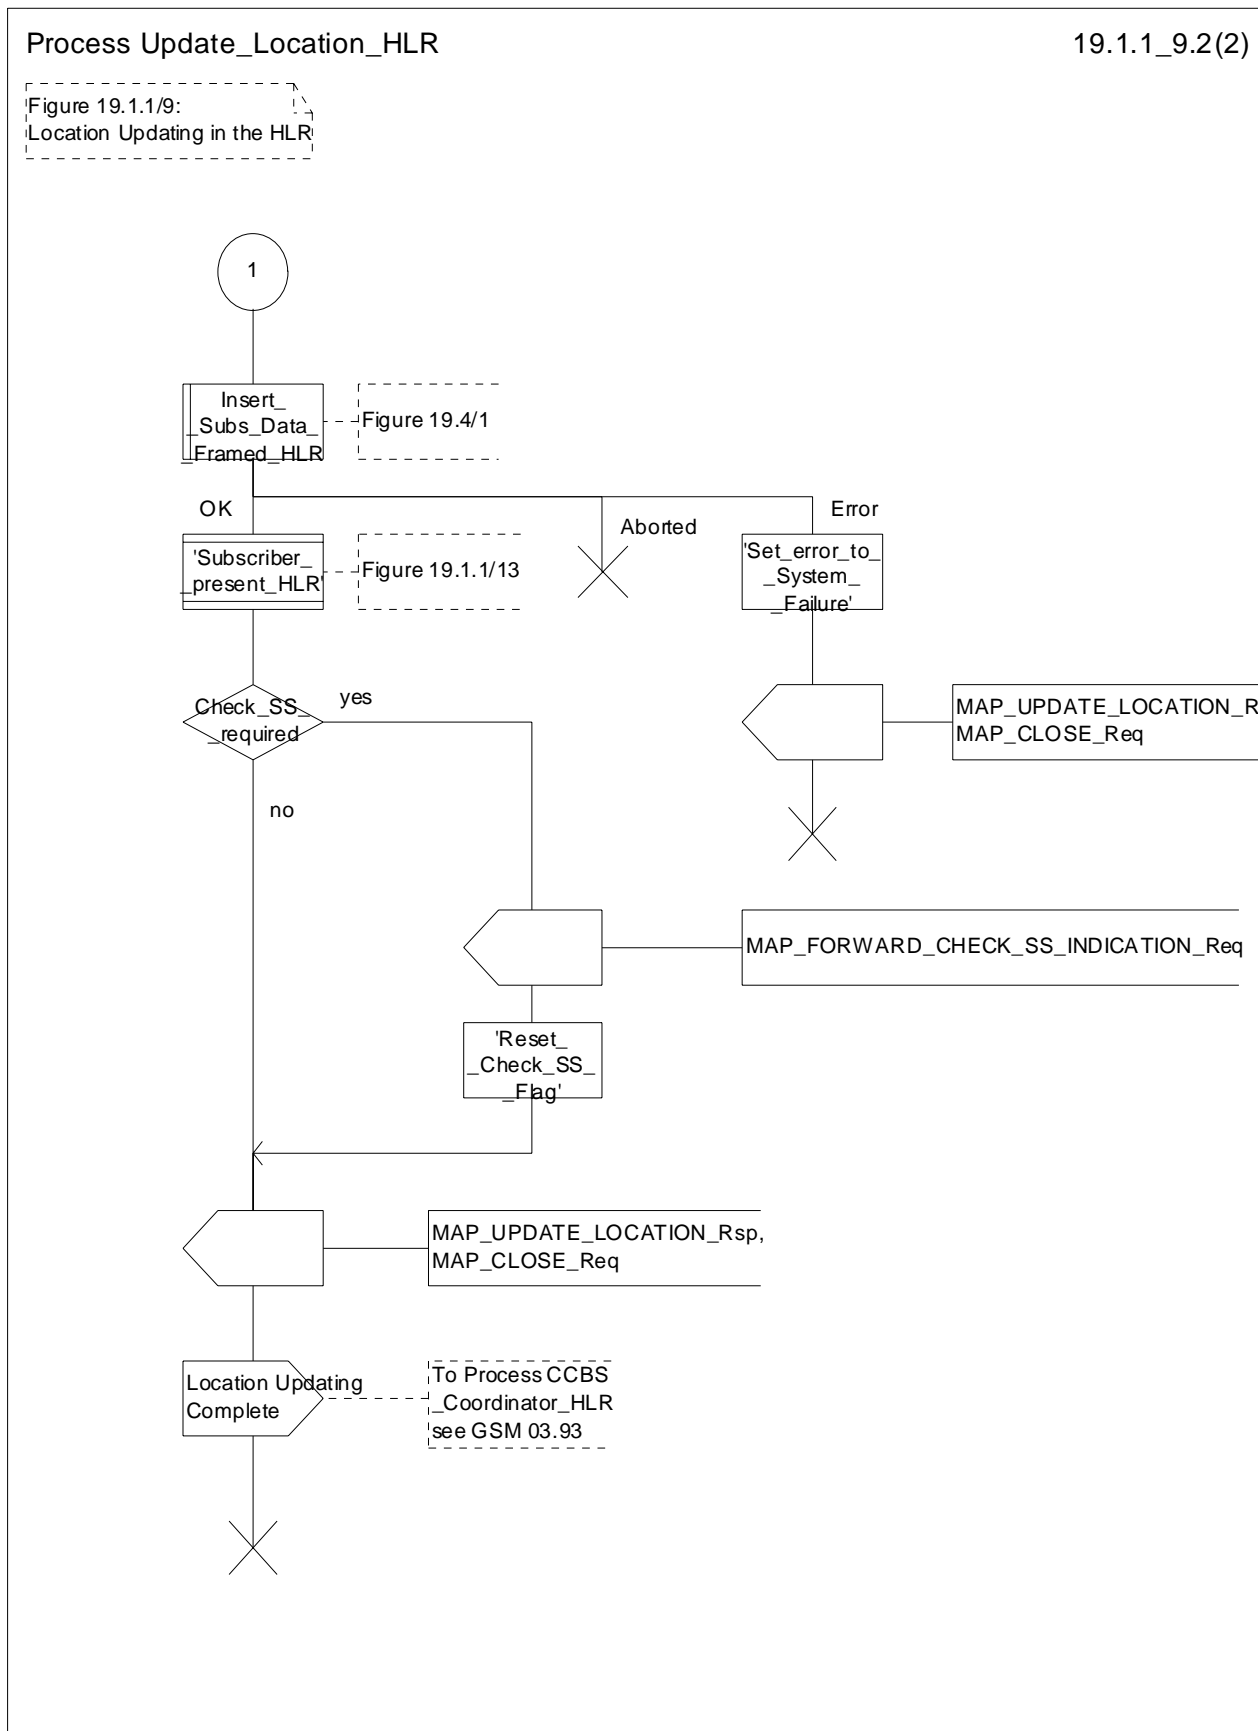 Process Update_Location_HLR
19.1.1_9.2(2)
Figure 19.1.1/9:
Location Updating in the HLR
1
Insert_
_Subs_Data_
_Framed_HLR
Figure 19.4/1
OK
Aborted
Error
'Subscriber_
_present_HLR'
Figure 19.1.1/13
'Set_error_to_
_System_
_Failure'
Check_SS_
_required
yes
MAP_UPDATE_LOCATION_R
MAP_CLOSE_Req
no
MAP_FORWARD_CHECK_SS_INDICATION_Req
'Reset_
_Check_SS_
_Flag'
MAP_UPDATE_LOCATION_Rsp,
MAP_CLOSE_Req
Location Updating
Complete
To Process CCBS
_Coordinator_HLR
see GSM 03.93